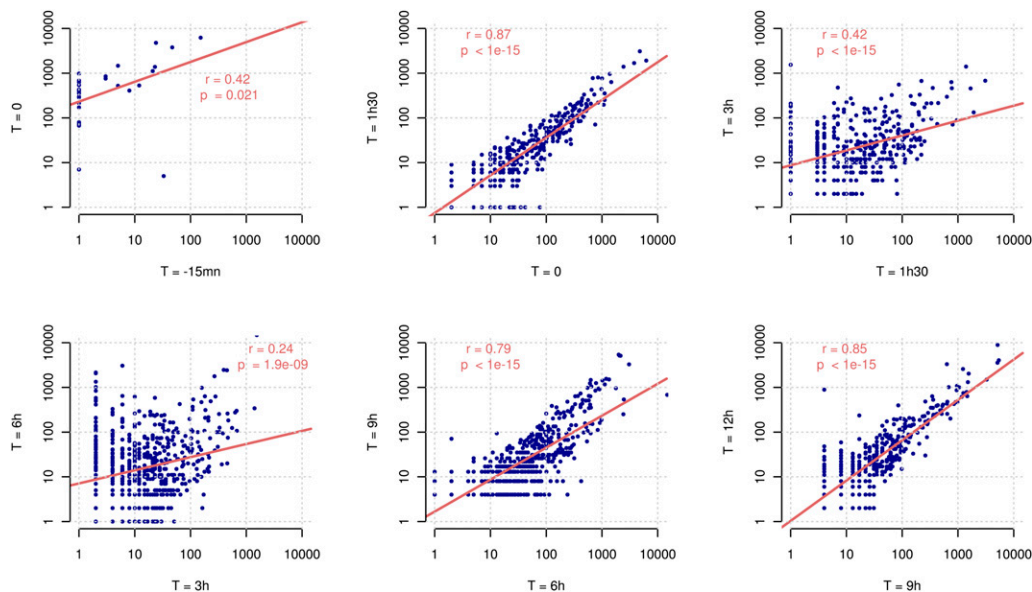 10000
1000
100
10
1
T = 0
r = 0.42
p = 0.021
1 10 100 1000 10000
T = -15mn
10000
1000
100
10
1
T = 1h30
r = 0.87
p < 1e-15
1 10 100 1000 10000
T = 0
10000
1000
100
10
1
T = 3h
r = 0.42
p < 1e-15
1 10 100 1000 10000
T = 1h30
10000
1000
100
10
1
T = 6h
r = 0.24
p = 1.9e-09
1 10 100 1000 10000
T = 3h
10000
1000
100
10
1
T = 9h
r = 0.79
p < 1e-15
1 10 100 1000 10000
T = 6h
10000
1000
100
10
1
T = 12h
r = 0.85
p < 1e-15
1 10 100 1000 10000
T = 9h